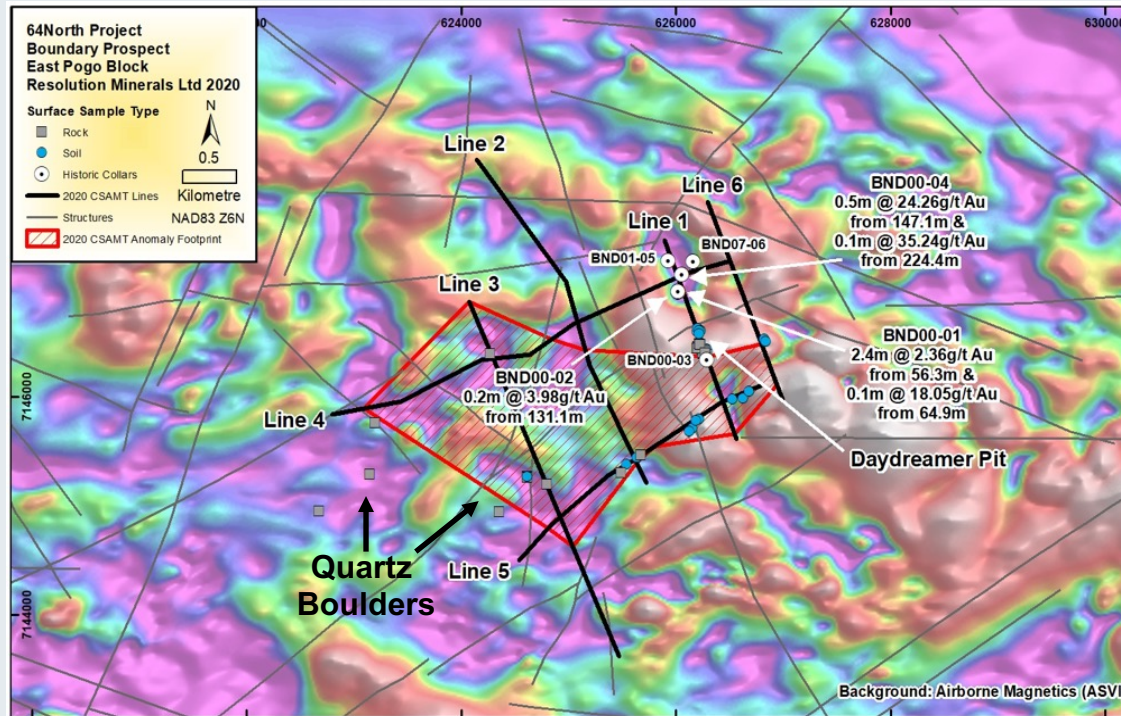 64North Project
Boundary Prospect
East Pogo Block
Resolution Minerals Ltd 2020
Surface Sample Type
Rock
Soil
Historic Collars
2020 CSAMT Lines
Structures
2020 CSAMT Anomaly Footprint
N
0.5
Kilometre
NAD83 Z6N
624000
626000
628000
630000
7146000
7144000
Line 2
Line 6
Line 1
BND01-05
BND07-06
BND00-04
0.5m @ 24.26g/t Au
from 147.1m &
0.1m @ 35.24g/t Au
from 224.4m
Line 3
BND00-03
BND00-01
2.4m @ 2.36g/t Au
from 56.3m &
0.1m @ 18.05g/t Au
from 64.9m
BND00-02
0.2m @ 3.98g/t Au
from 131.1m
Line 4
Daydreamer Pit
Quartz
Boulders
Line 5
Background: Airborne Magnetics (ASVI